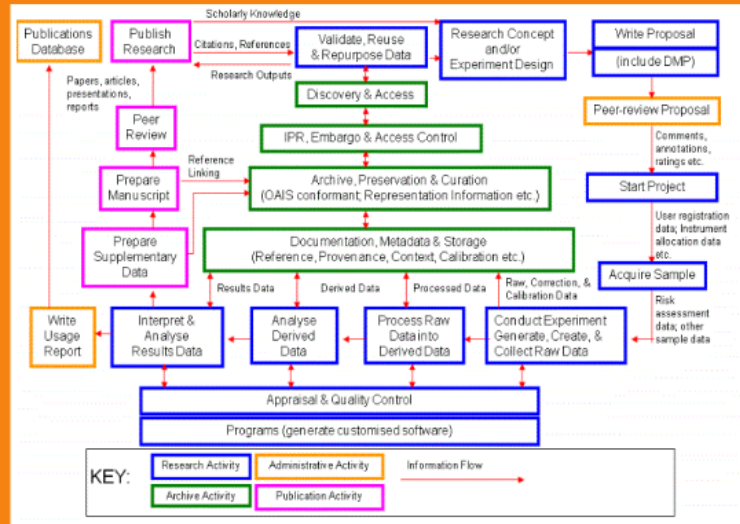 Scholarly Knowledge
Publications
Database
Publish
Research
Citations, References
Research Outputs
Validate, Reuse
& Repurpose Data
Research Concept
and/or
Experiment Design
Write Proposal
(include DMP)
Papers, articles,
presentations,
reports
Discovery & Access
Peer-review Proposal
Peer
Review
IPR, Embargo & Access Control
Comments,
annotations,
ratings etc.
Reference
Linking
Prepare
Manuscript
Archive, Preservation & Curation
(OAIS conformant; Representation Information etc.)
Start Project
Prepare
Supplementary
Data
Documentation, Metadata & Storage
(Reference, Provenance, Context, Calibration etc.)
User registration
data; Instrument
allocation data
etc.
Acquire Sample
Results Data
Derived Data
Processed Data
Raw, Correction, &
Calibration Data
Risk
assessment
data; other
sample data
Write
Usage
Report
Interpret &
Analyse
Results Data
Analyse
Derived
Data
Process Raw
Data into
Derived Data
Conduct Experiment
Generate, Create, &
Collect Raw Data
Appraisal & Quality Control
Programs (generate customised software)
KEY:
Research Activity
Administrative Activity
Information Flow
Archive Activity
Publication Activity